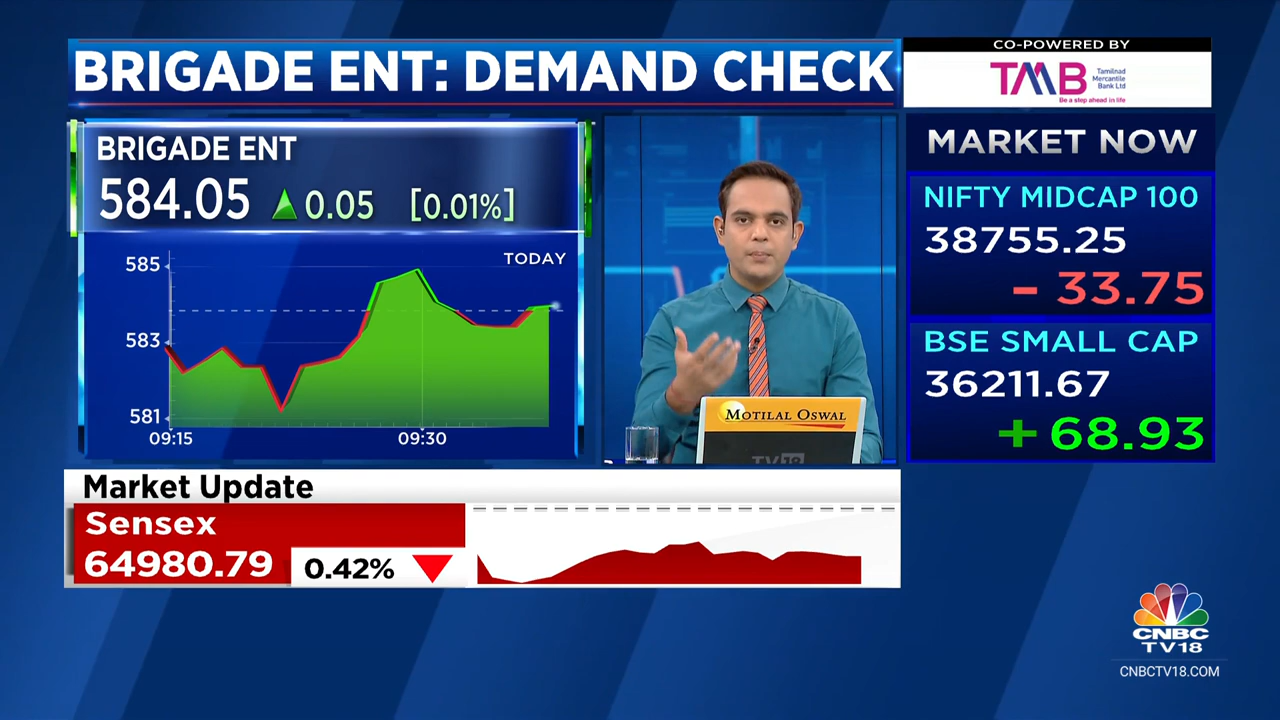 BRIGADE ENT: DEMAND CHECK
CO-POWERED BY
TMB
Tamilnad
Mercantile
Bank Ltd
Be a step ahead in life
BRIGADE ENT
584.05 ▲ 0.05 [0.01%]
TODAY
585
583
581
09:15 09:30
MOTILAL OSWAL
TV18
MARKET NOW
NIFTY MIDCAP 100
38755.25
- 33.75
BSE SMALL CAP
36211.67
+ 68.93
Market Update
Sensex
64980.79 0.42% ▼
CNBC
TV18
CNBCTV18.COM